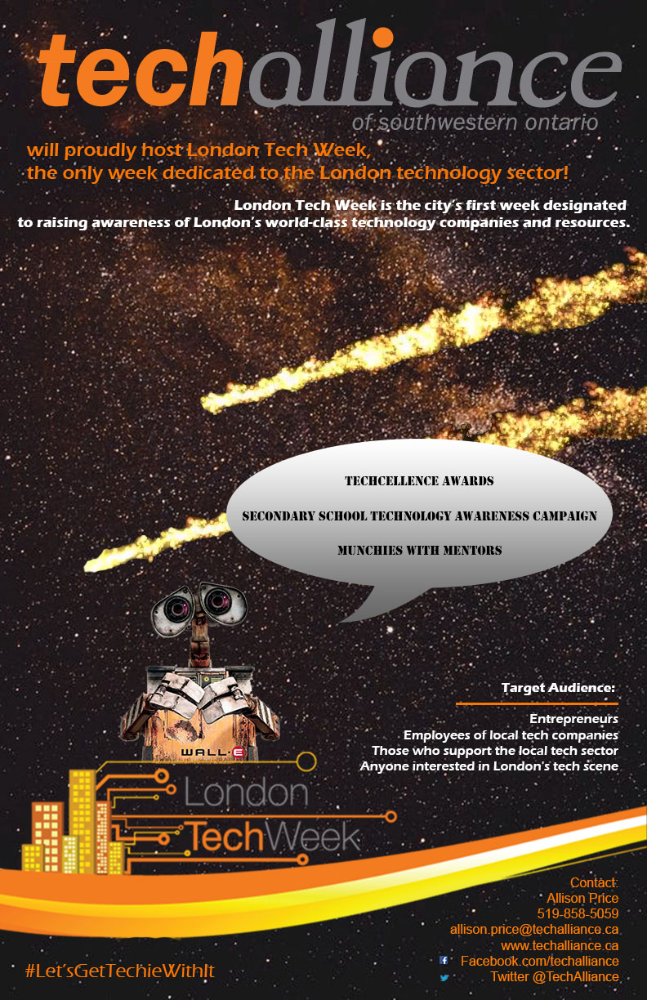 techalliance
of southwestern ontario
will proudly host London Tech Week,
the only week dedicated to the London technology sector!
London Tech Week is the city's first week designated
to raising awareness of London's world-class technology companies and resources.
TECHCELLENCE AWARDS
SECONDARY SCHOOL TECHNOLOGY AWARENESS CAMPAIGN
MUNCHIES WITH MENTORS
WALL•E
Target Audience:
Entrepreneurs
Employees of local tech companies
Those who support the local tech sector
Anyone interested in London's tech scene
London
TechWeek
Contact:
Allison Price
519-858-5059
allison.price@techalliance.ca
www.techalliance.ca
Facebook.com/techalliance
Twitter @TechAlliance
#Let'sGetTechieWithIt